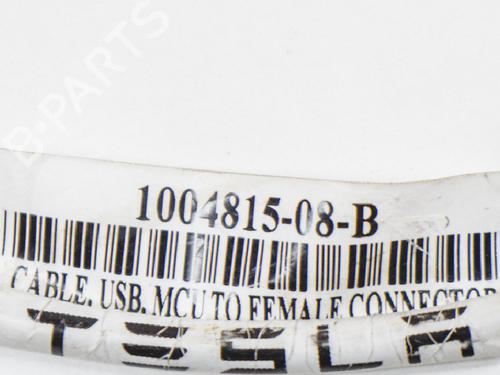 B-PARTS
1004815-08-B
CABLE, USB, MCU TO FEMALE CONNECTOR
TESLA